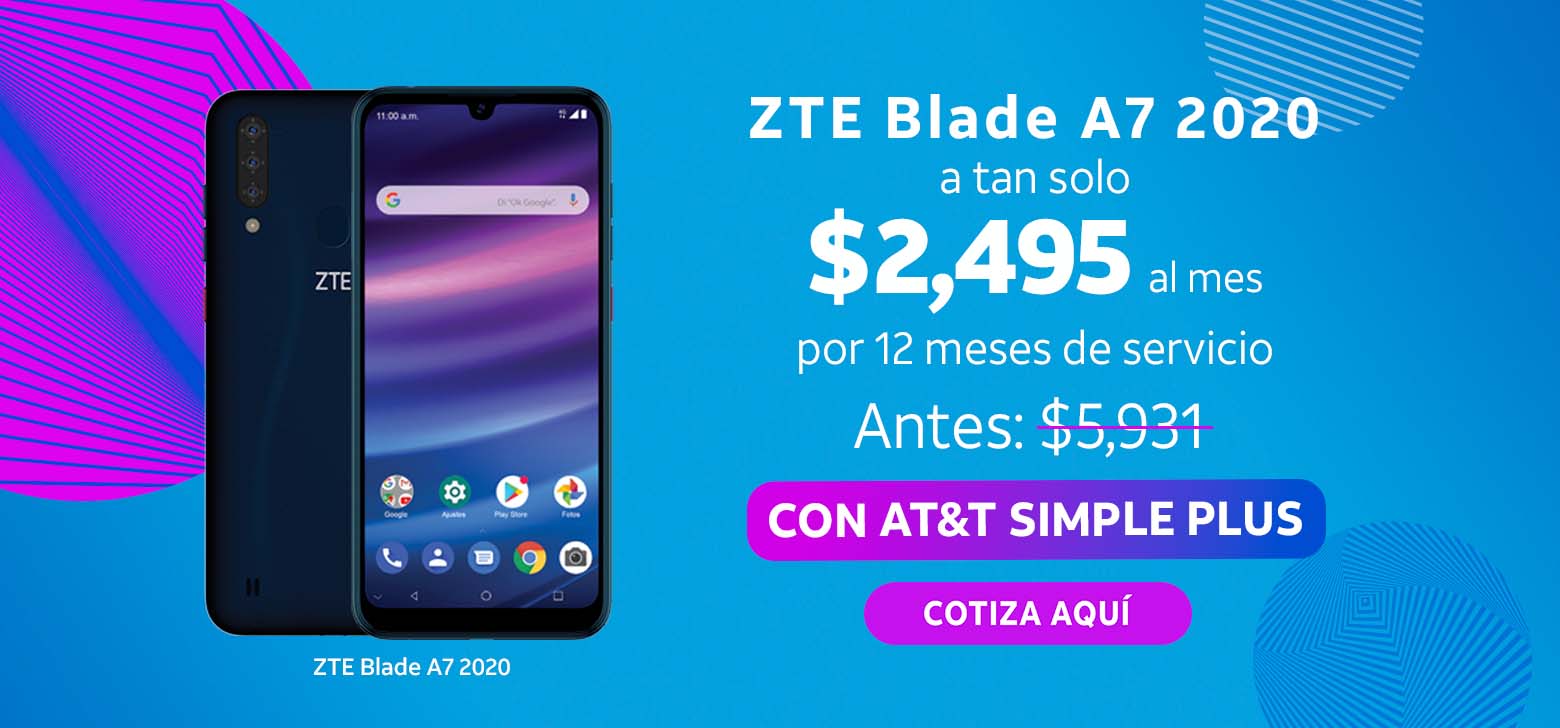 11:00 a.m.
Di "Ok Google".
ZTE
Google Ajustes Play Store Fotos
ZTE Blade A7 2020
ZTE Blade A7 2020
a tan solo
$2,495 al mes
por 12 meses de servicio
Antes: $5,931
CON AT&T SIMPLE PLUS
COTIZA AQUÍ